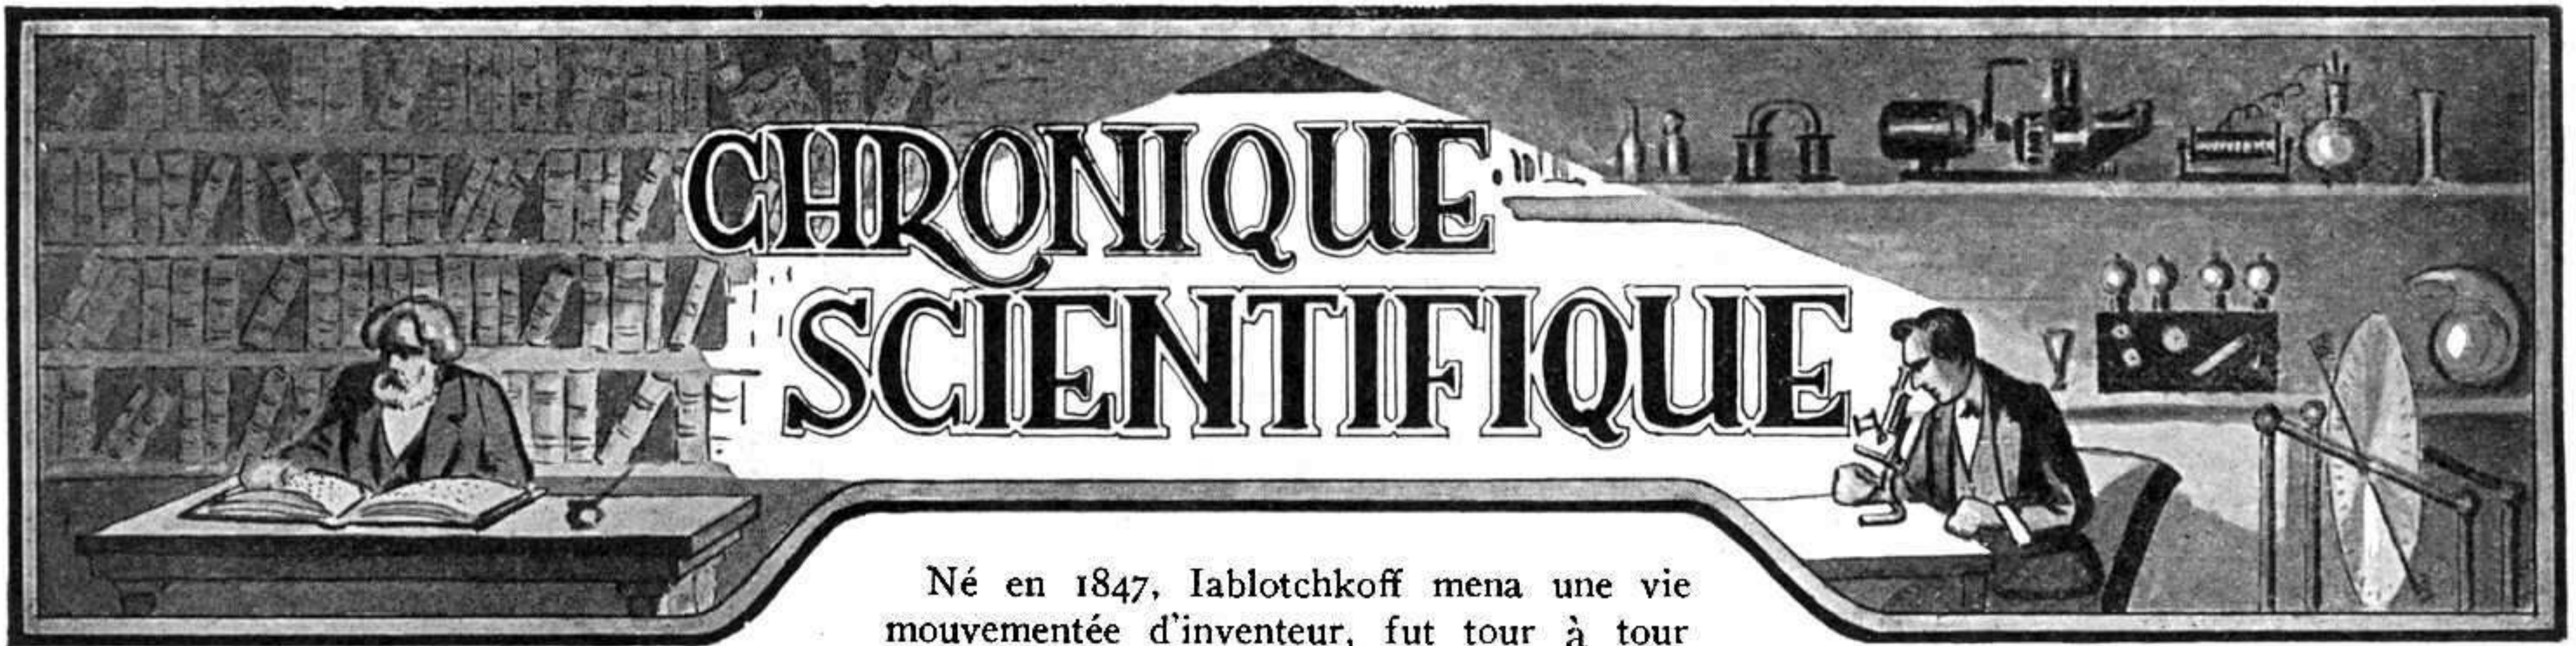 CHRONIQUE
SCIENTIFIQUE
Né en 1847, Iablotchkoff mena une vie
mouvementée d'inventeur, fut tour à tour